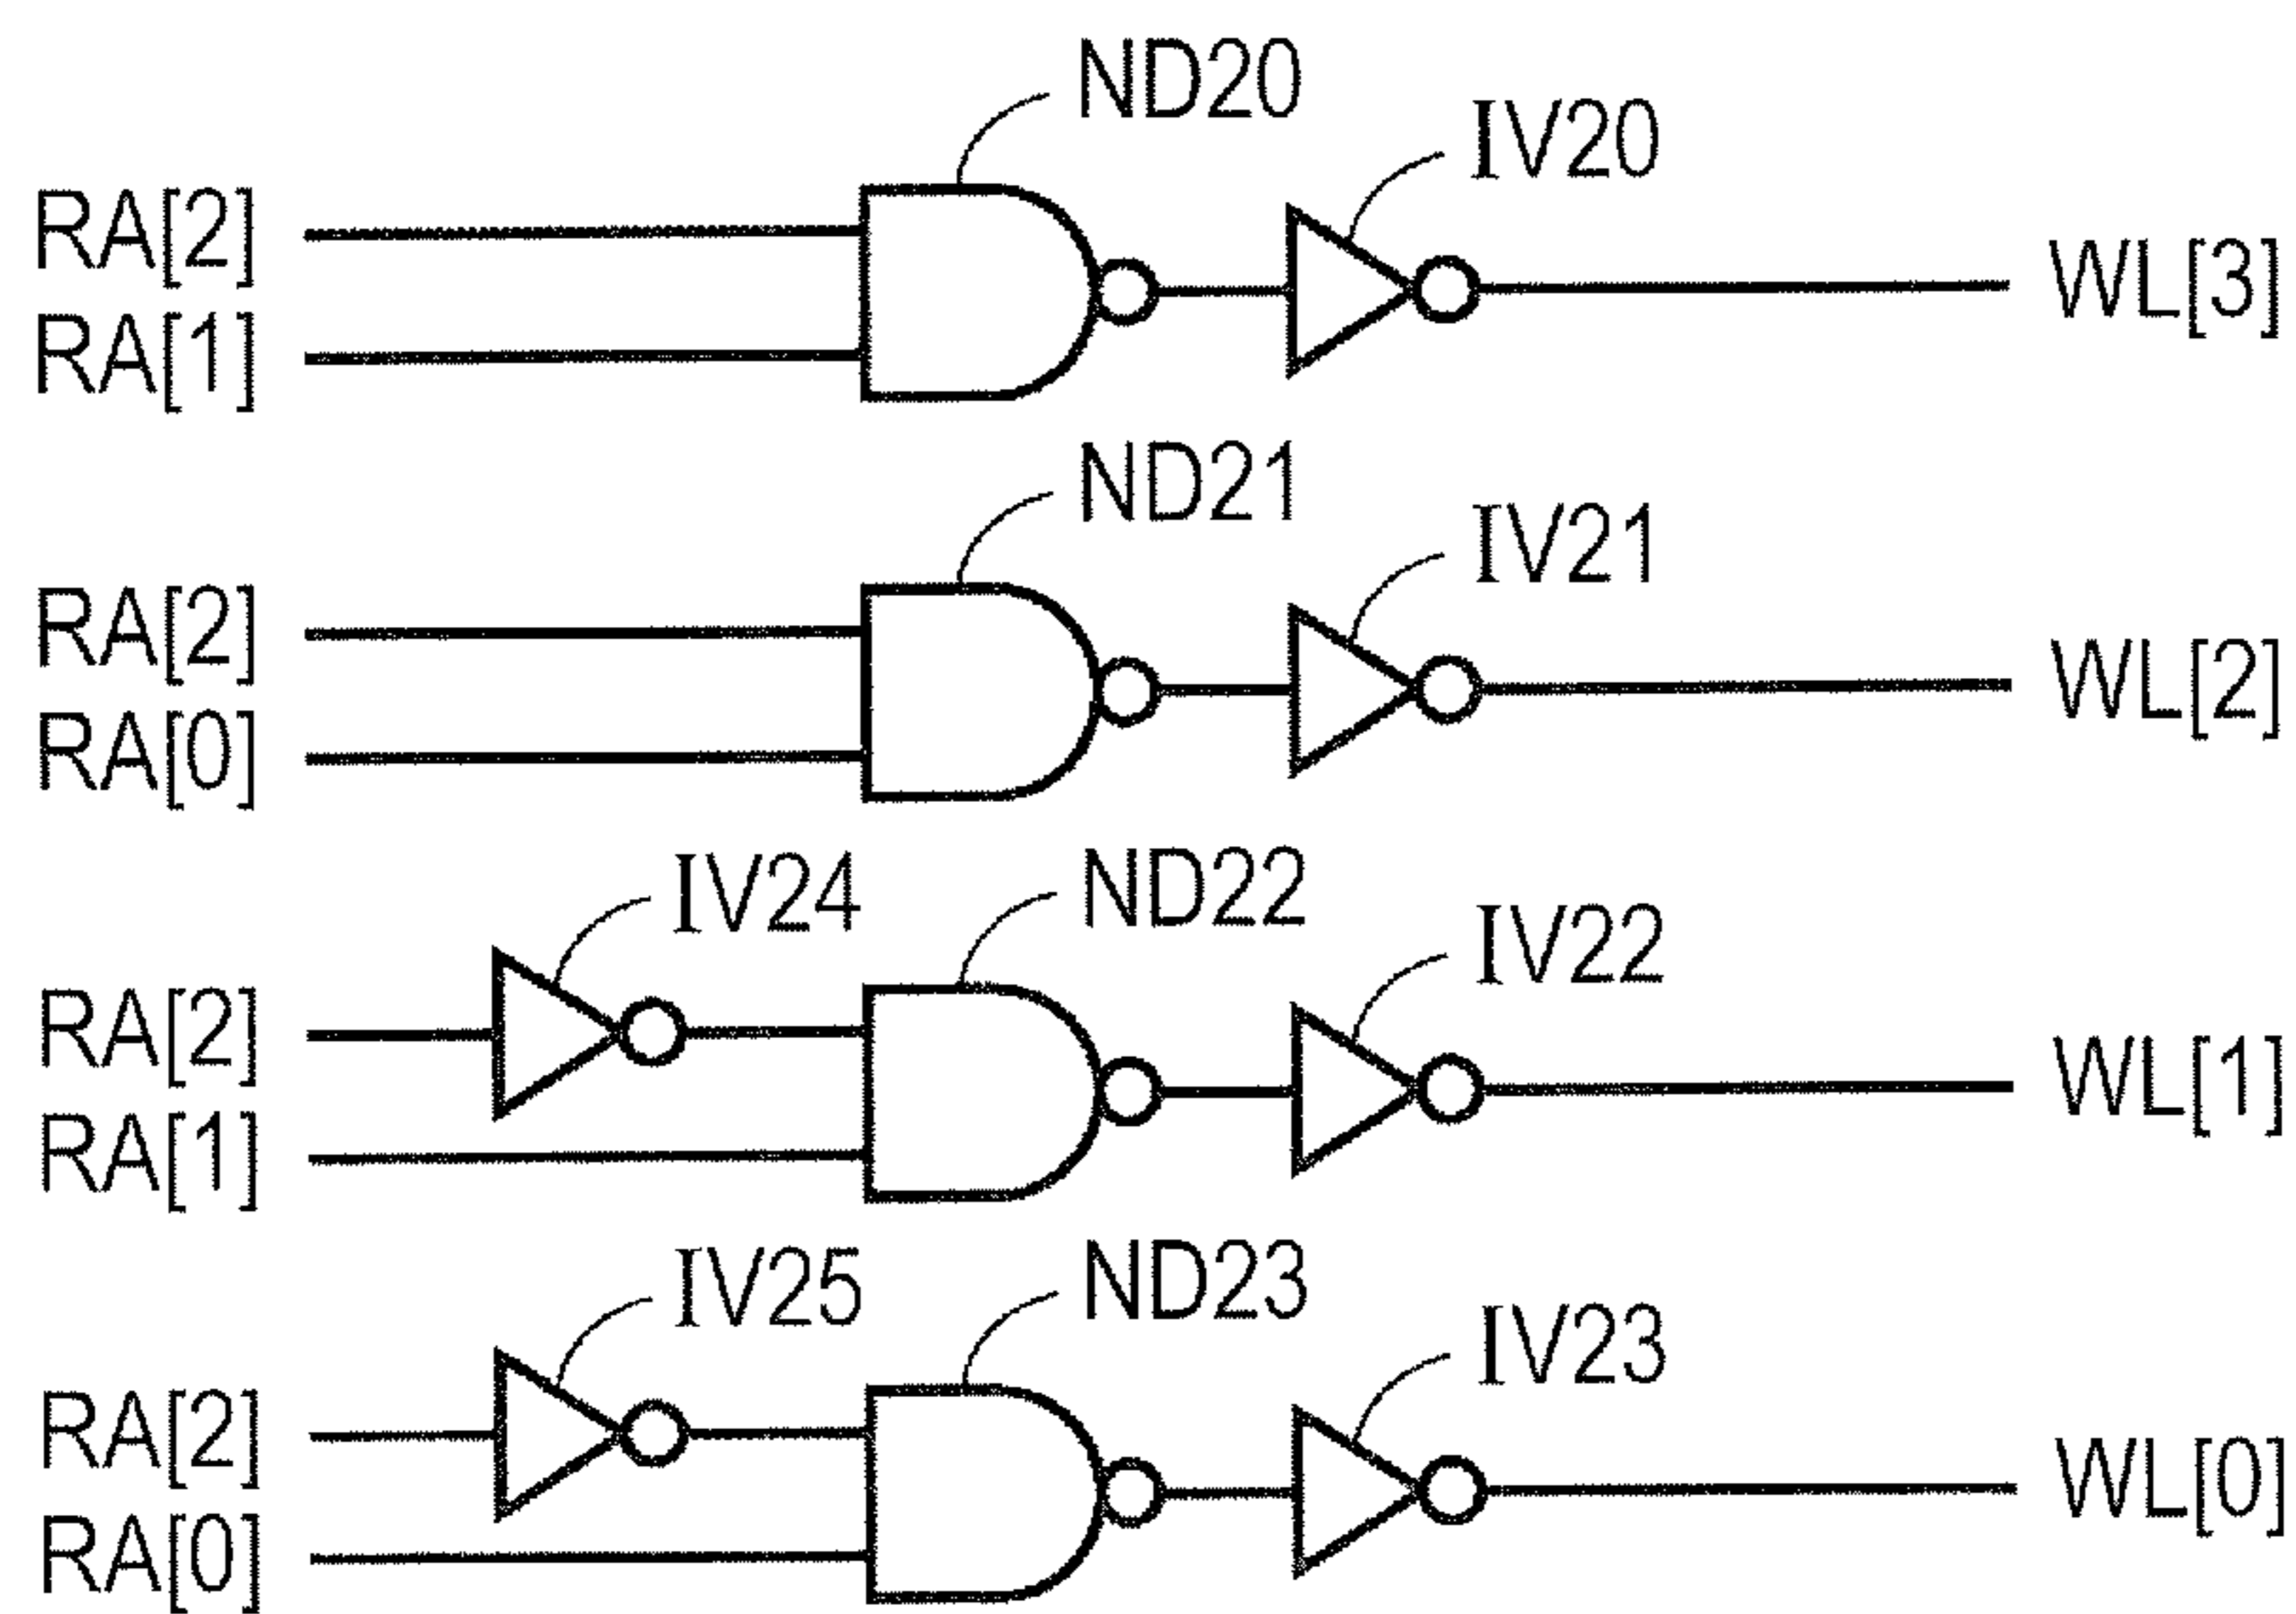 ND20
IV20
RA[2]
RA[1]
WL[3]
ND21
IV21
RA[2]
RA[0]
WL[2]
IV24
ND22
IV22
RA[2]
RA[1]
WL[1]
IV25
ND23
IV23
RA[2]
RA[0]
WL[0]